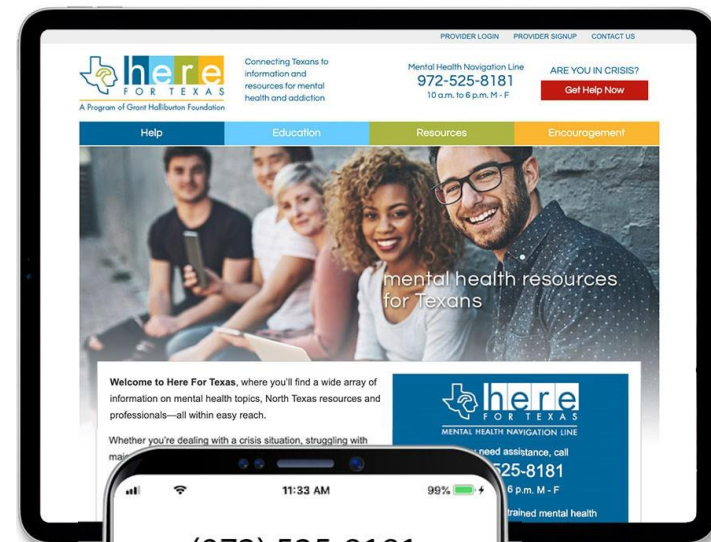 PROVIDER LOGIN PROVIDER SIGNUP CONTACT US
here
FOR TEXAS
A Program of Grant Halliburton Foundation
Connecting Texans to
information and
resources for mental
health and addiction
Mental Health Navigation Line
972-525-8181
10 a.m. to 6 p.m. M - F
ARE YOU IN CRISIS?
Get Help Now
Help Education Resources Encouragement
mental health resources
for Texans
Welcome to Here For Texas, where you'll find a wide array of
information on mental health topics, North Texas resources and
professionals—all within easy reach.
Whether you're dealing with a crisis situation, struggling with
here
FOR TEXAS
MENTAL HEALTH NAVIGATION LINE
need assistance, call
25-8181
6 p.m. M - F
trained mental health
11:33 AM 99%
(972) 525-8181